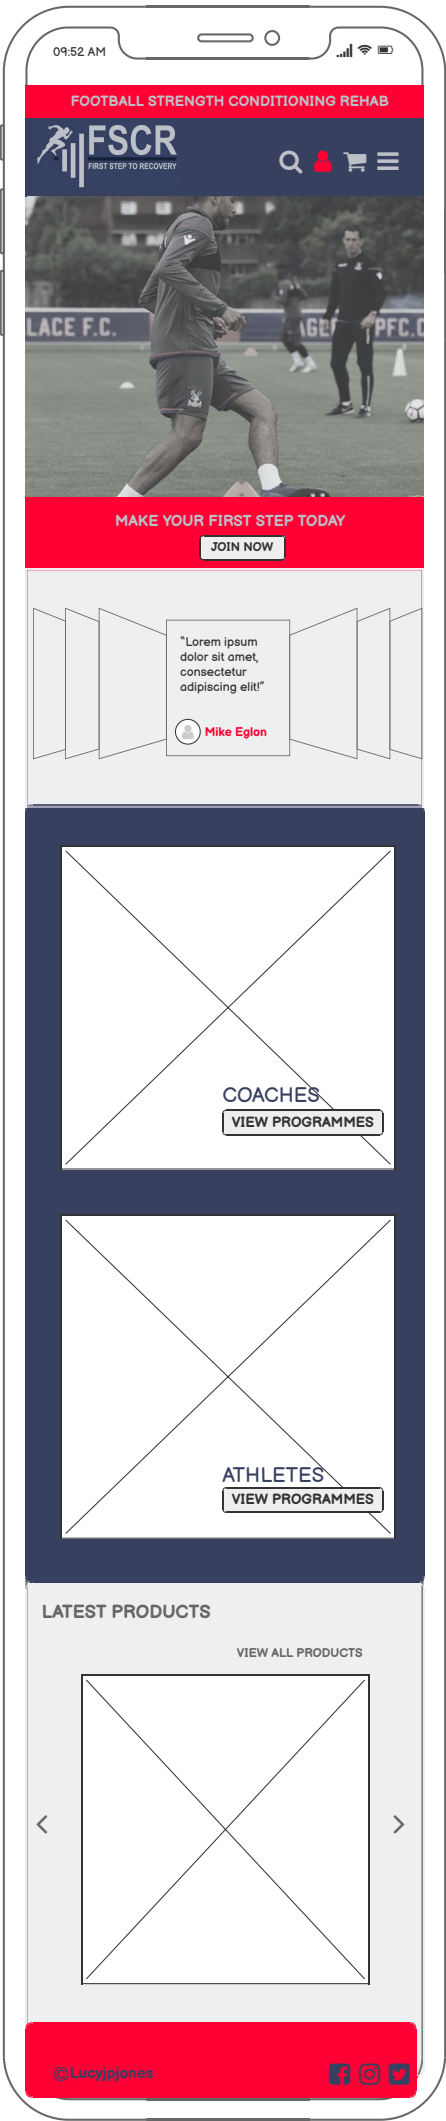 09:52 AM
FOOTBALL STRENGTH CONDITIONING REHAB
FSCR
FIRST STEP TO RECOVERY
LACE F.C.
PFC.C
MAKE YOUR FIRST STEP TODAY
JOIN NOW
"Lorem ipsum
dolor sit amet,
consectetur
adipiscing elit!"
Mike Eglon
COACHES
VIEW PROGRAMMES
ATHLETES
VIEW PROGRAMMES
LATEST PRODUCTS
VIEW ALL PRODUCTS
©Lucyjpjones